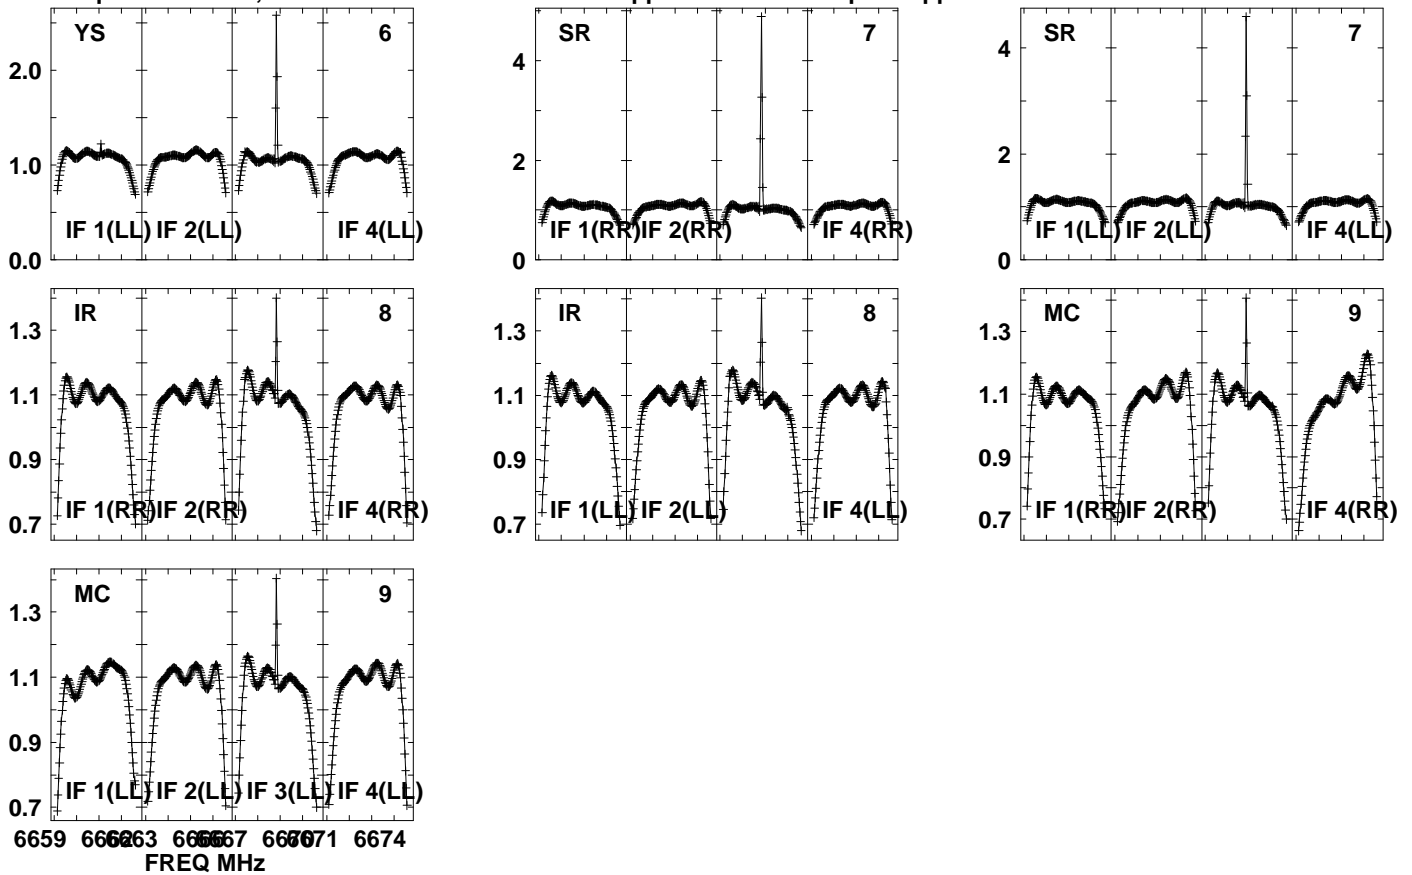 YS 6 SR 7 SR 7
2.0
1.0
0.0
IF 1(LL) IF 2(LL) IF 4(LL)
4
2
0
IF 1(RR) IF 2(RR) IF 4(RR)
4
2
0
IF 1(LL) IF 2(LL) IF 4(LL)
IR 8 IR 8 MC 9
1.3
1.1
0.9
0.7
IF 1(RR) IF 2(RR) IF 4(RR)
1.3
1.1
0.9
0.7
IF 1(LL) IF 2(LL) IF 4(LL)
1.3
1.1
0.9
0.7
IF 1(RR) IF 2(RR) IF 4(RR)
MC 9
1.3
1.1
0.9
0.7
IF 1(LL) IF 2(LL) IF 3(LL) IF 4(LL)
6659 6662 6663 6666 6667 6670 6671 6674
FREQ MHz